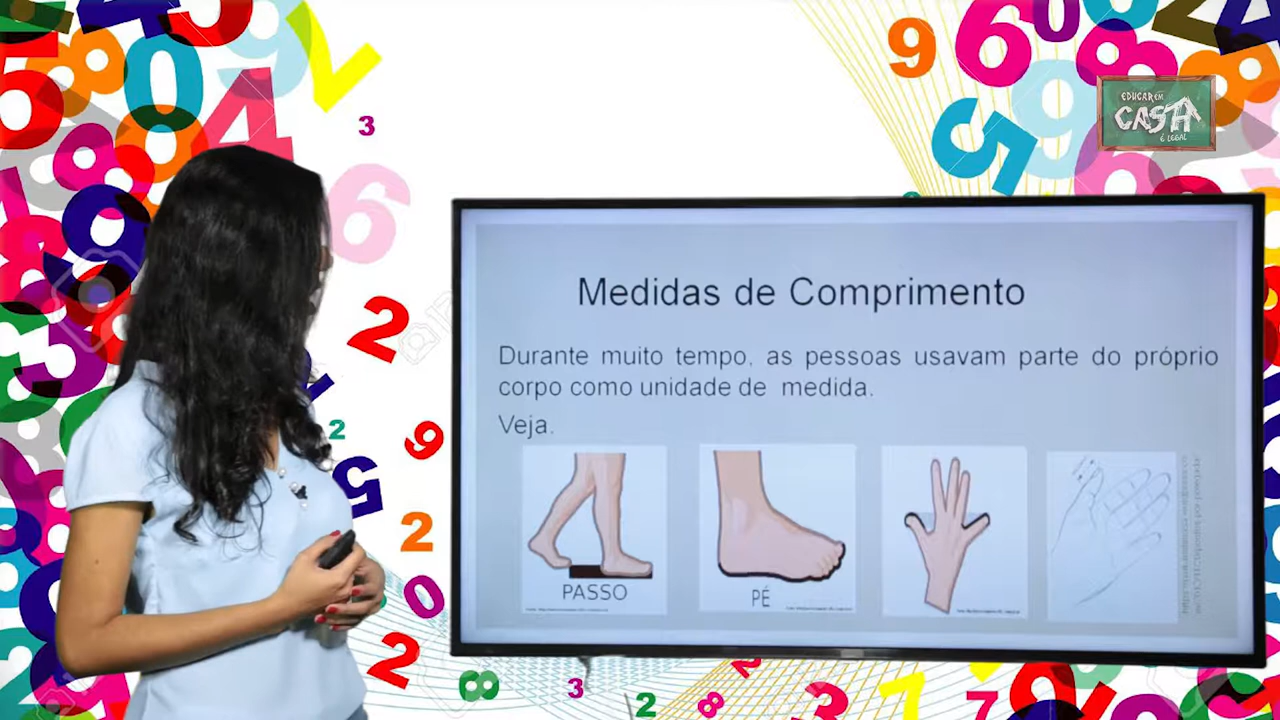 EDUCAR EM
CASA
É LEGAL
Medidas de Comprimento
Durante muito tempo, as pessoas usavam parte do próprio
corpo como unidade de medida.
Veja.
PASSO
PÉ